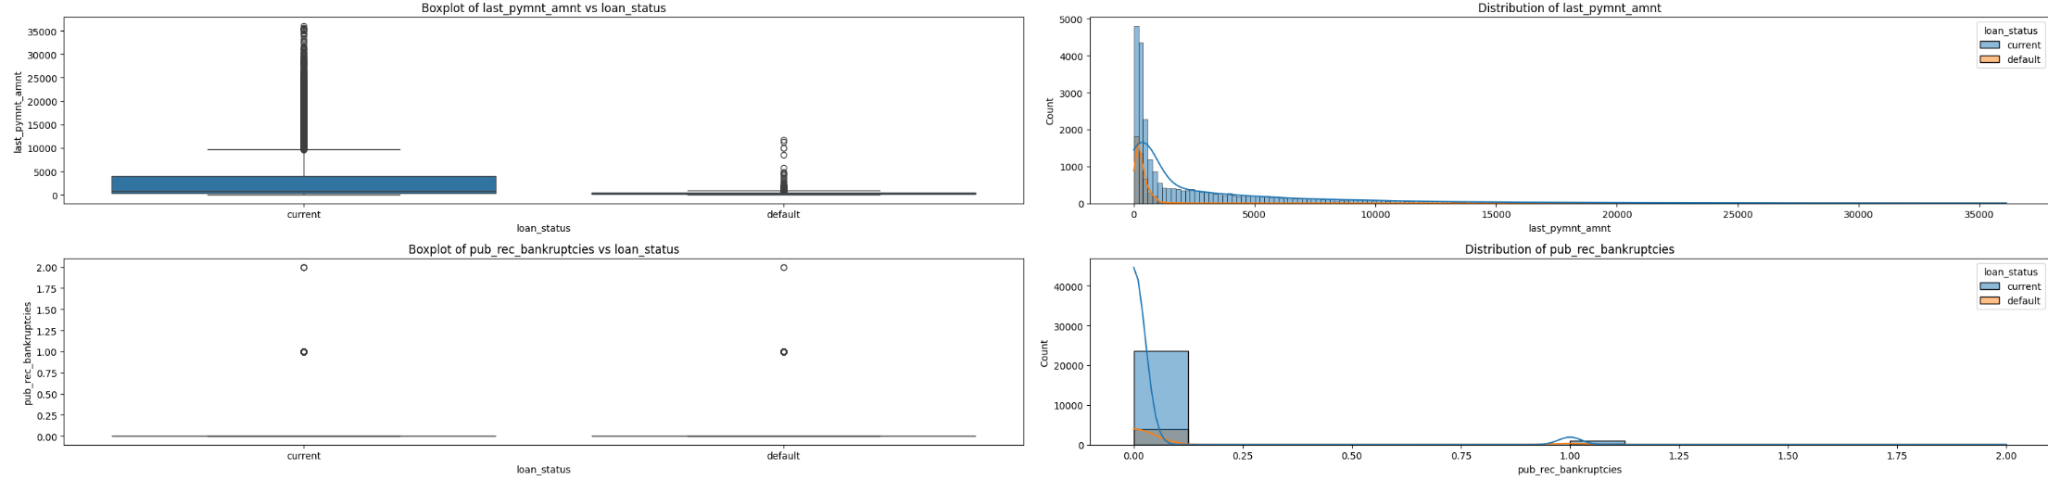 Boxplot of last_pymnt_amnt vs loan_status
35000
30000
25000
20000
15000
10000
5000
0
last_pymnt_amnt
current
default
loan_status
Distribution of last_pymnt_amnt
5000
4000
3000
2000
1000
0
Count
loan_status
current
default
0
5000
10000
15000
20000
25000
30000
35000
last_pymnt_amnt
Boxplot of pub_rec_bankruptcies vs loan_status
2.00
1.75
1.50
1.25
1.00
0.75
0.50
0.25
0.00
pub_rec_bankruptcies
current
default
loan_status
Distribution of pub_rec_bankruptcies
40000
30000
20000
10000
0
Count
loan_status
current
default
0.00
0.25
0.50
0.75
1.00
1.25
1.50
1.75
2.00
pub_rec_bankruptcies